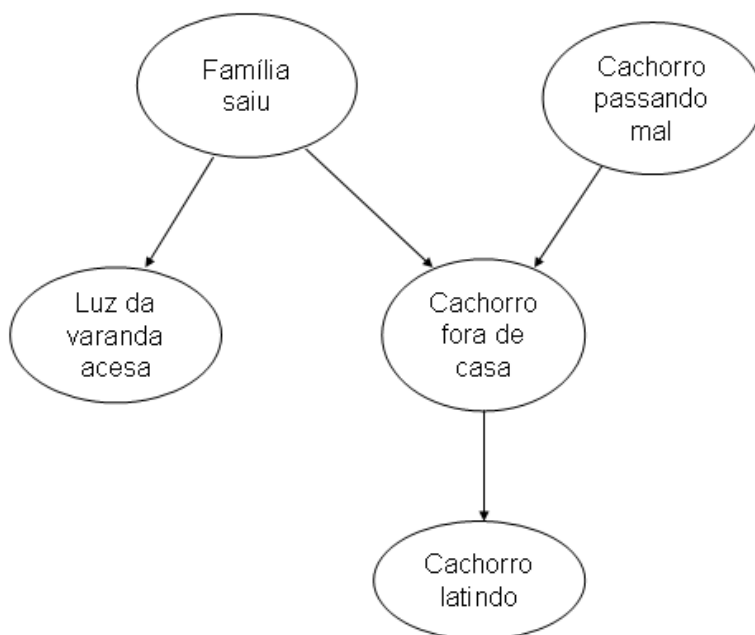 Família
saiu
Cachorro
passando
mal
Luz da
varanda
acesa
Cachorro
fora de
casa
Cachorro
latindo